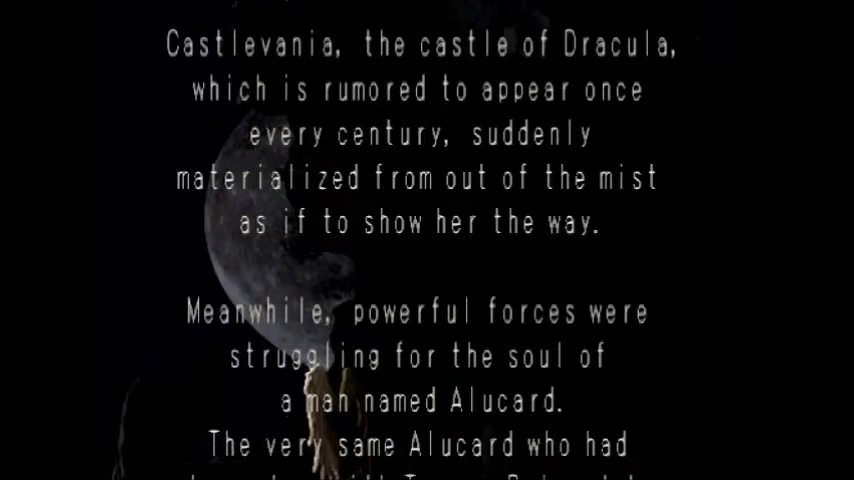 Castlevania, the castle of Dracula,
which is rumored to appear once
every century, suddenly
materialized from out of the mist
as if to show her the way.
Meanwhile, powerful forces were
struggling for the soul of
a man named Alucard.
The very same Alucard who had